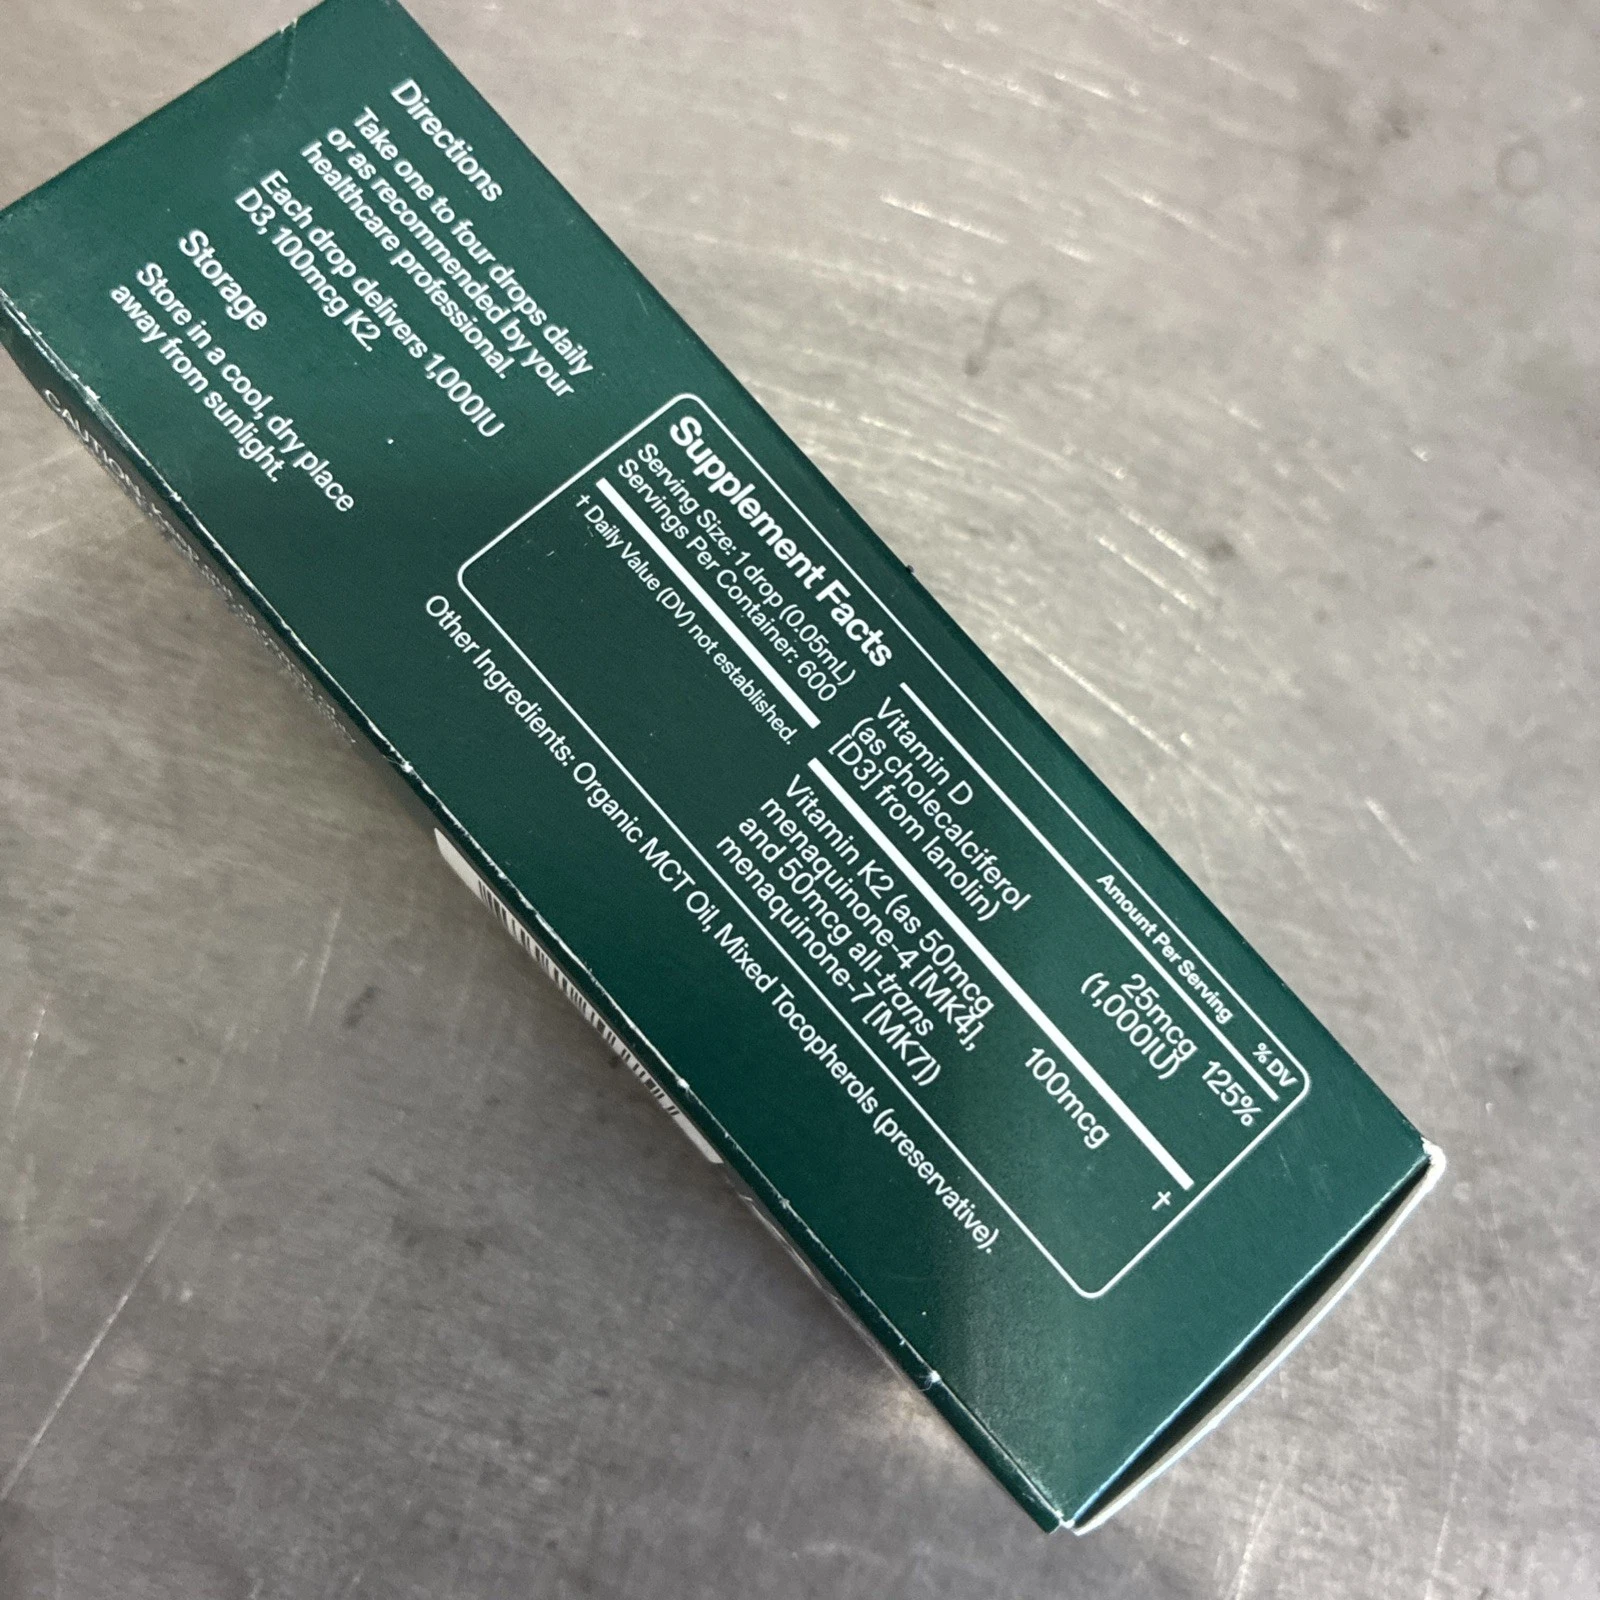 Directions
Take one to four drops daily
or as recommended by your
healthcare professional.
Each drop delivers 1,000IU
D3, 100mcg K2.
Storage
Store in a cool, dry place
away from sunlight.
Supplement Facts
Serving Size: 1 drop (0.05mL)
Servings Per Container: 600
† Daily Value (DV) not established.
Amount Per Serving % DV
Vitamin D 25mcg 125%
(as cholecalciferol (1,000IU)
[D3] from lanolin)
Vitamin K2 (as 50mcg 100mcg †
menaquinone-4 [MK4],
and 50mcg all-trans
menaquinone-7 [MK7])
Other Ingredients: Organic MCT Oil, Mixed Tocopherols (preservative).
CAUTION: